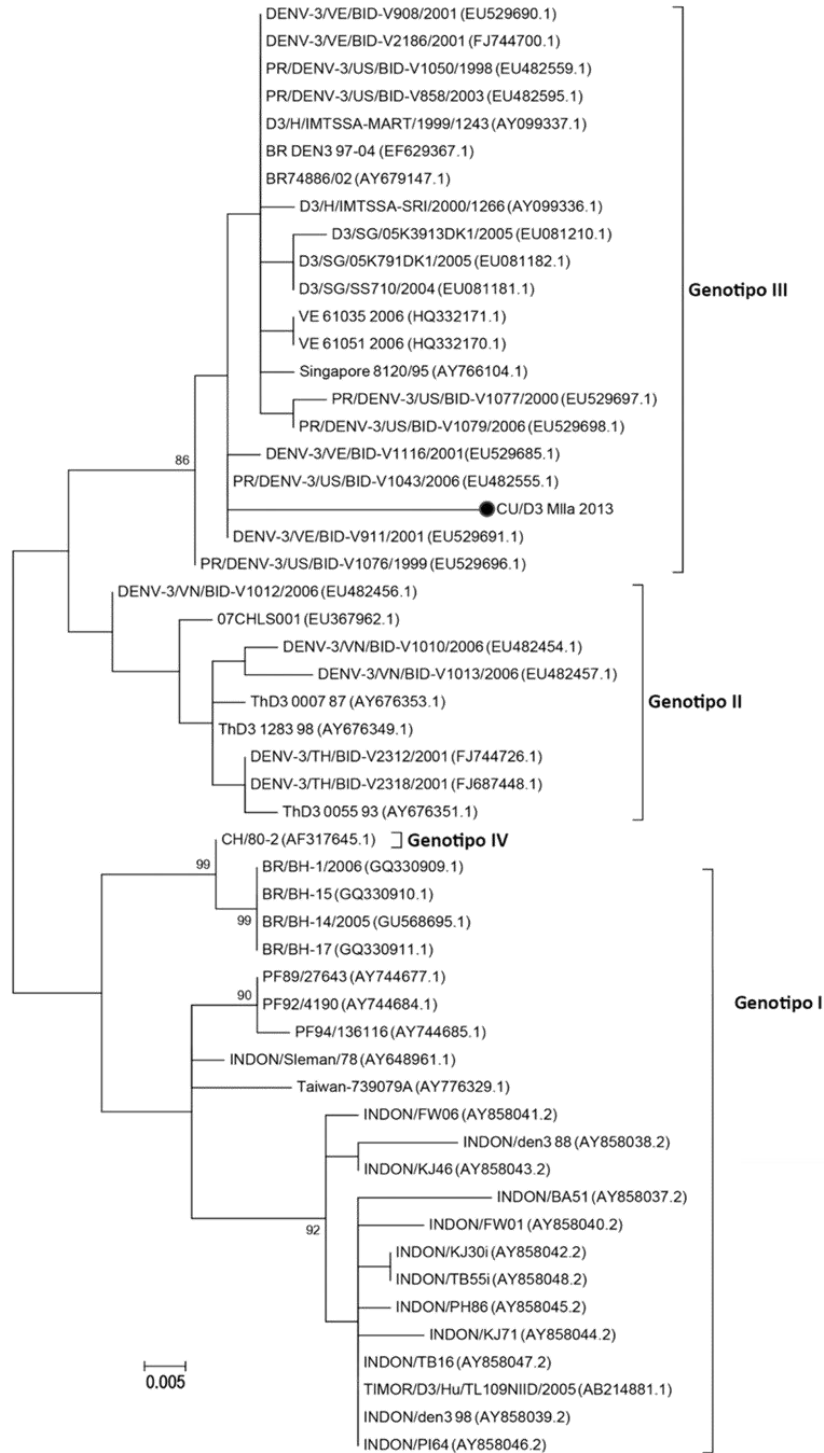 DENV-3/VE/BID-V908/2001 (EU529690.1)
DENV-3/VE/BID-V2186/2001 (FJ744700.1)
PR/DENV-3/US/BID-V1050/1998 (EU482559.1)
PR/DENV-3/US/BID-V858/2003 (EU482595.1)
D3/H/IMTSSA-MART/1999/1243 (AY099337.1)
BR DEN3 97-04 (EF629367.1)
BR74886/02 (AY679147.1)
D3/H/IMTSSA-SRI/2000/1266 (AY099336.1)
D3/SG/05K3913DK1/2005 (EU081210.1)
D3/SG/05K791DK1/2005 (EU081182.1)
D3/SG/SS710/2004 (EU081181.1)
Genotipo III
VE 61035 2006 (HQ332171.1)
VE 61051 2006 (HQ332170.1)
Singapore 8120/95 (AY766104.1)
PR/DENV-3/US/BID-V1077/2000 (EU529697.1)
PR/DENV-3/US/BID-V1079/2006 (EU529698.1)
DENV-3/VE/BID-V1116/2001(EU529685.1)
86
PR/DENV-3/US/BID-V1043/2006 (EU482555.1)
CU/D3 Mlla 2013
DENV-3/VE/BID-V911/2001 (EU529691.1)
PR/DENV-3/US/BID-V1076/1999 (EU529696.1)
DENV-3/VN/BID-V1012/2006 (EU482456.1)
07CHLS001 (EU367962.1)
DENV-3/VN/BID-V1010/2006 (EU482454.1)
DENV-3/VN/BID-V1013/2006 (EU482457.1)
ThD3 0007 87 (AY676353.1)
Genotipo II
ThD3 1283 98 (AY676349.1)
DENV-3/TH/BID-V2312/2001 (FJ744726.1)
DENV-3/TH/BID-V2318/2001 (FJ687448.1)
ThD3 0055 93 (AY676351.1)
CH/80-2 (AF317645.1)
Genotipo IV
99
BR/BH-1/2006 (GQ330909.1)
BR/BH-15 (GQ330910.1)
99
BR/BH-14/2005 (GU568695.1)
BR/BH-17 (GQ330911.1)
PF89/27643 (AY744677.1)
90
PF92/4190 (AY744684.1)
Genotipo I
PF94/136116 (AY744685.1)
INDON/Sleman/78 (AY648961.1)
Taiwan-739079A (AY776329.1)
INDON/FW06 (AY858041.2)
INDON/den3 88 (AY858038.2)
INDON/KJ46 (AY858043.2)
INDON/BA51 (AY858037.2)
92
INDON/FW01 (AY858040.2)
INDON/KJ30i (AY858042.2)
INDON/TB55i (AY858048.2)
INDON/PH86 (AY858045.2)
INDON/KJ71 (AY858044.2)
INDON/TB16 (AY858047.2)
0.005
TIMOR/D3/Hu/TL109NIID/2005 (AB214881.1)
INDON/den3 98 (AY858039.2)
INDON/PI64 (AY858046.2)